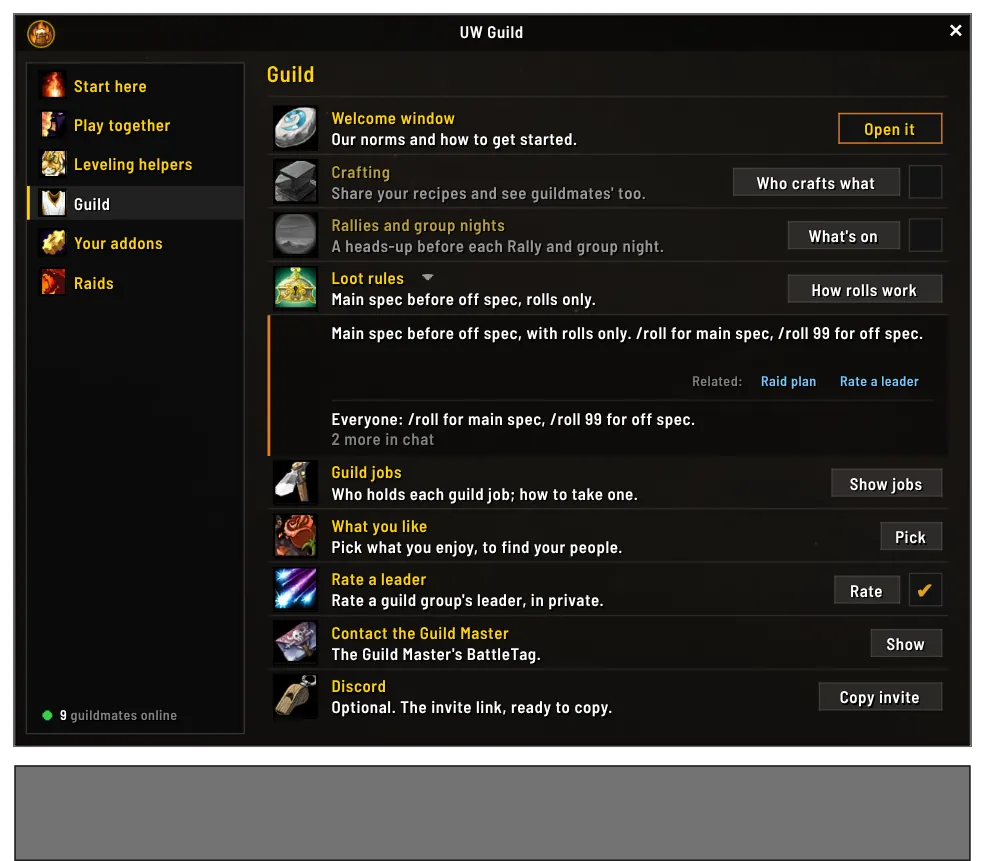 UW Guild
Start here
Play together
Leveling helpers
Guild
Your addons
Raids
9 guildmates online
Guild
Welcome window
Our norms and how to get started.
Open it
Crafting
Share your recipes and see guildmates' too.
Who crafts what
Rallies and group nights
A heads-up before each Rally and group night.
What's on
Loot rules
Main spec before off spec, rolls only.
How rolls work
Main spec before off spec, with rolls only. /roll for main spec, /roll 99 for off spec.
Related: Raid plan Rate a leader
Everyone: /roll for main spec, /roll 99 for off spec.
2 more in chat
Guild jobs
Who holds each guild job; how to take one.
Show jobs
What you like
Pick what you enjoy, to find your people.
Pick
Rate a leader
Rate a guild group's leader, in private.
Rate
Contact the Guild Master
The Guild Master's BattleTag.
Show
Discord
Optional. The invite link, ready to copy.
Copy invite